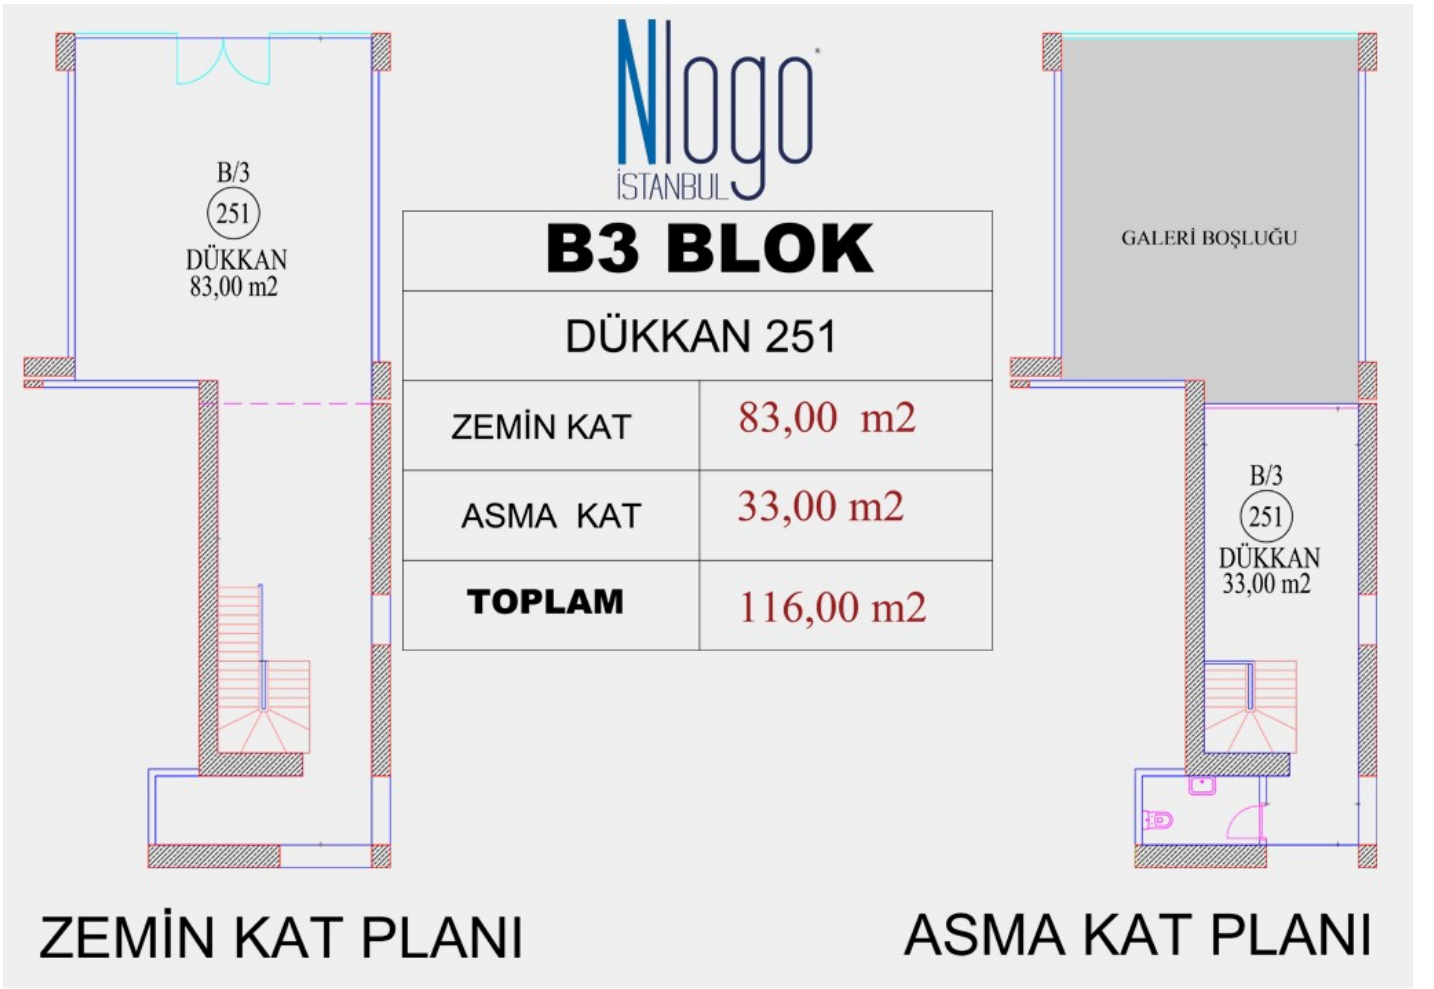 B/3
251
DÜKKAN
83,00 m2
Nlogo
İSTANBUL
B3 BLOK
DÜKKAN 251
ZEMİN KAT 83,00 m2
ASMA KAT 33,00 m2
TOPLAM 116,00 m2
GALERİ BOŞLUĞU
B/3
251
DÜKKAN
33,00 m2
ZEMİN KAT PLANI
ASMA KAT PLANI